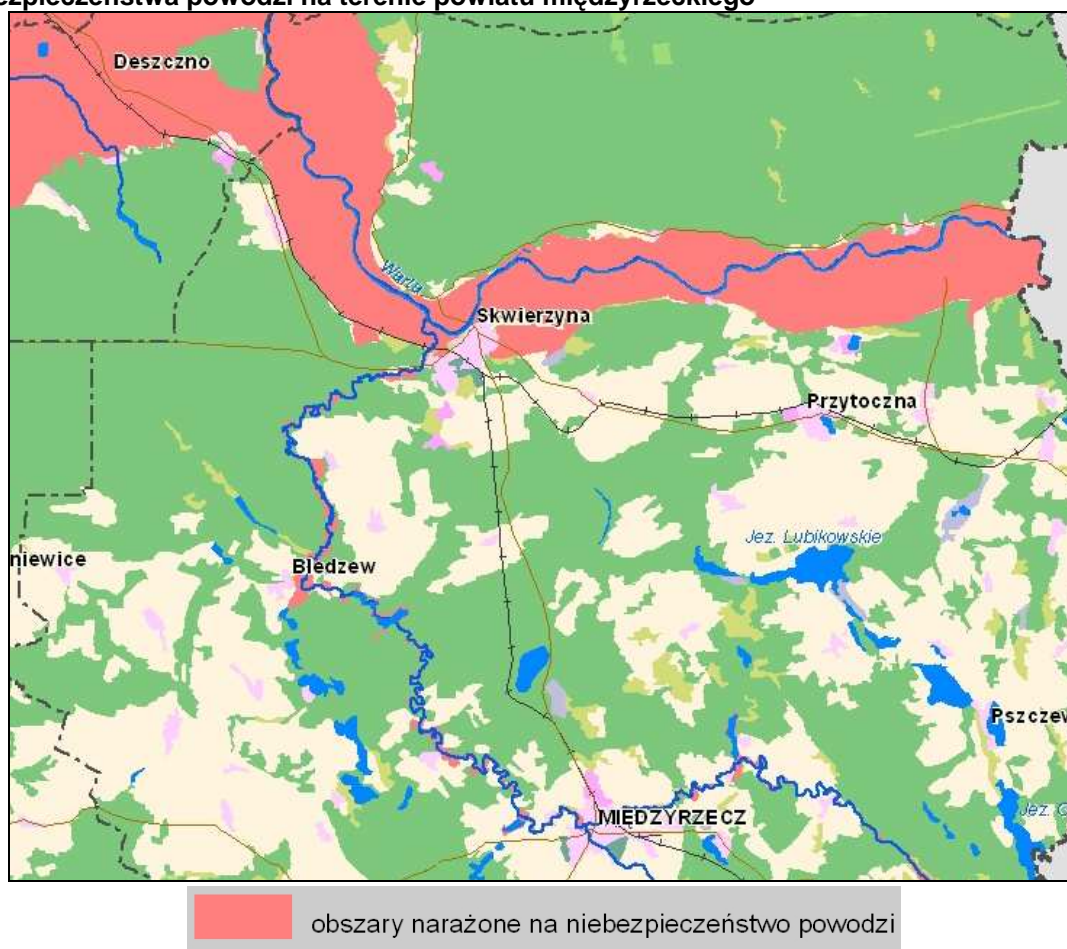 ezpieczeństwa powodzi na terenie powiatu międzyrzeckiego
Deszczno
Warta
Skwierzyna
Przytoczna
Jez. Lubikowskie
niewice
Bledzew
Pszczew
MIĘDZYRZECZ
Jez. C
obszary narażone na niebezpieczeństwo powodzi